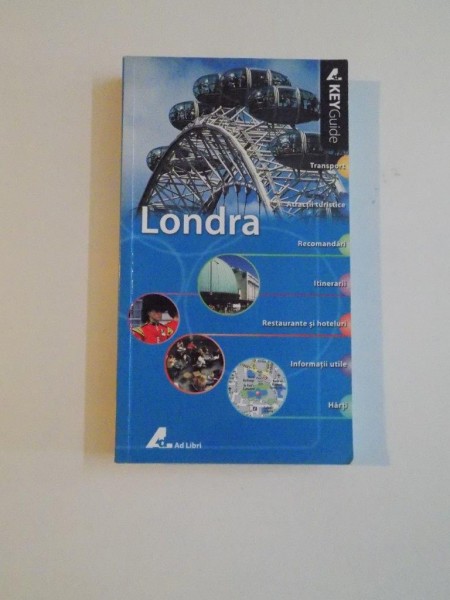 KEYGuide
Transport
Atracții turistice
Londra
Recomandări
Itinerarii
Restaurante și hoteluri
Informații utile
Hărți
Ad Libri